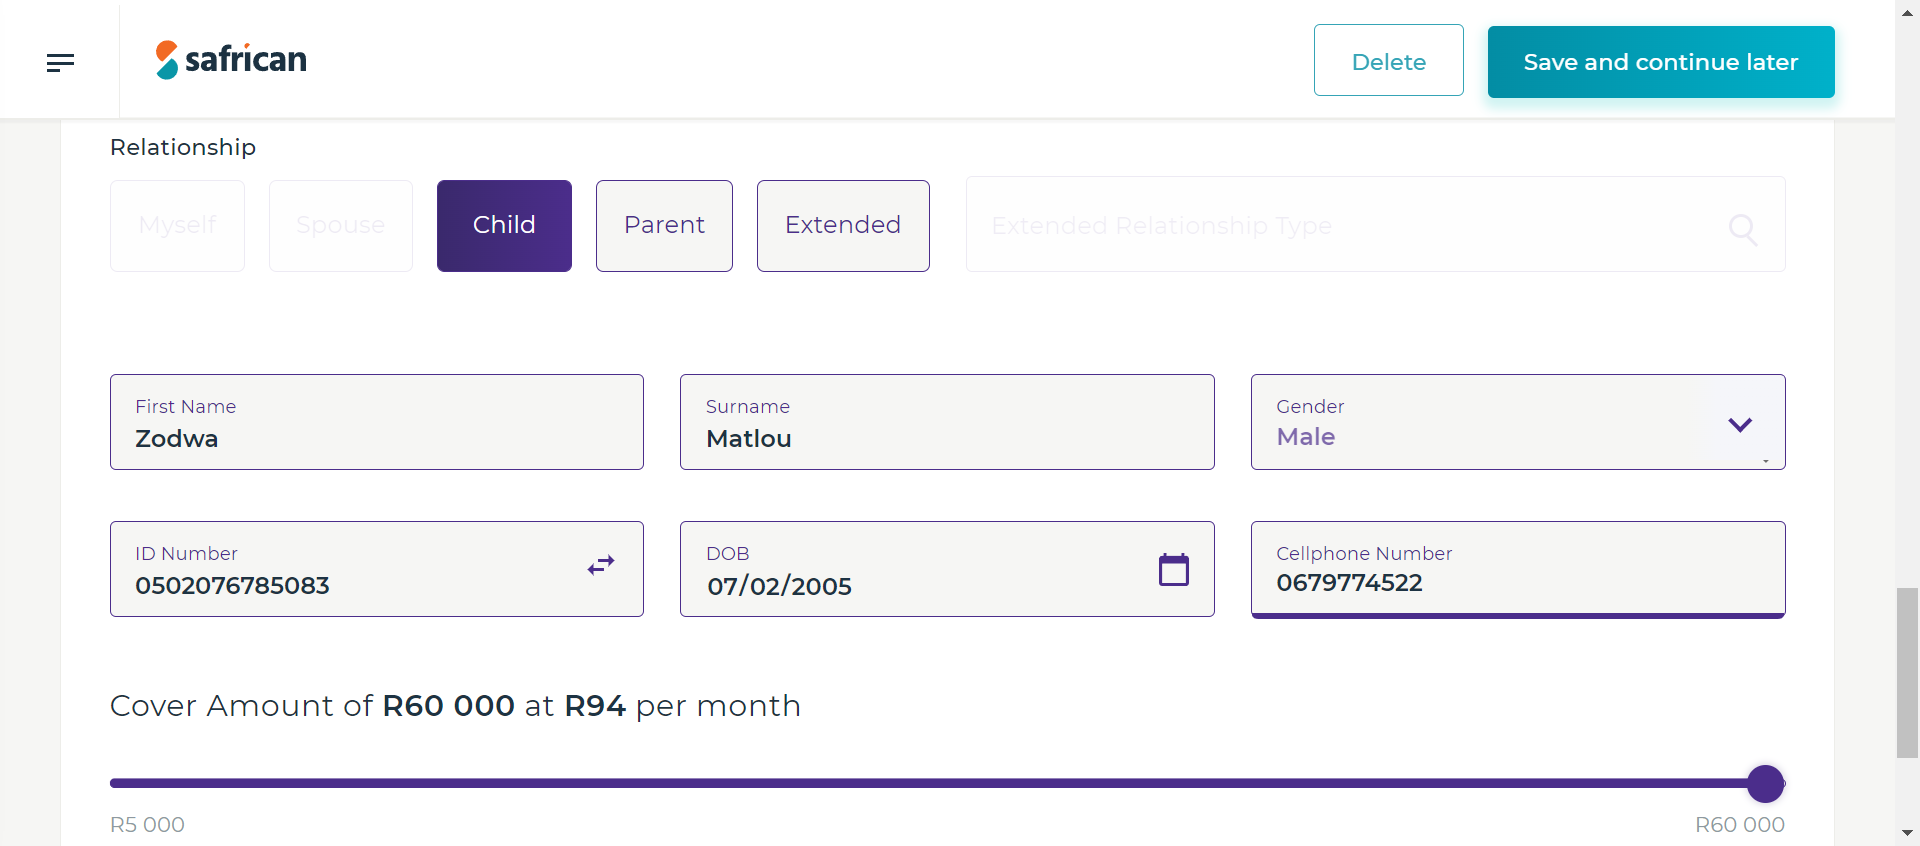 safrican
Delete
Save and continue later
Relationship
Myself
Spouse
Child
Parent
Extended
Extended Relationship Type
First Name
Zodwa
Surname
Matlou
Gender
Male
ID Number
0502076785083
DOB
07/02/2005
Cellphone Number
0679774522
Cover Amount of R60 000 at R94 per month
R5 000
R60 000